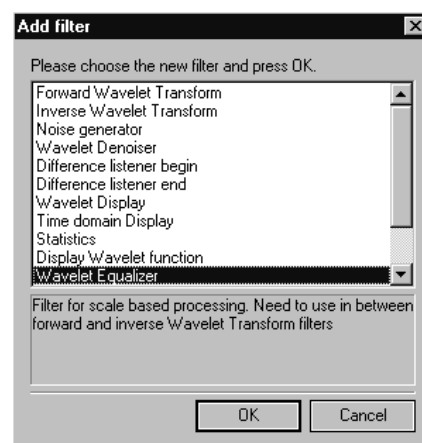 Add filter
Please choose the new filter and press OK.
Forward Wavelet Transform
Inverse Wavelet Transform
Noise generator
Wavelet Denoiser
Difference listener begin
Difference listener end
Wavelet Display
Time domain Display
Statistics
Display Wavelet function
Wavelet Equalizer
Filter for scale based processing. Need to use in between
forward and inverse Wavelet Transform filters
OK Cancel